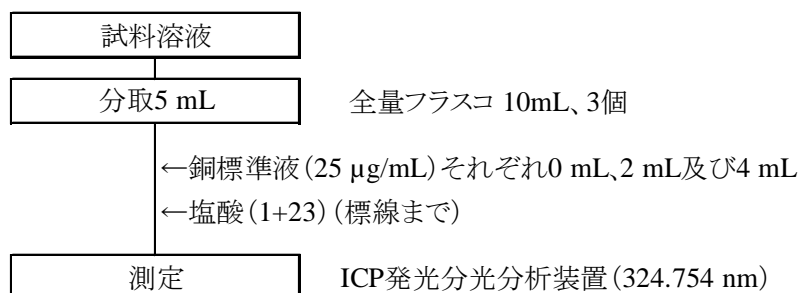 試料溶液
分取5 mL 全量フラスコ 10mL、3個
←銅標準液(25 µg/mL)それぞれ0 mL、2 mL及び4 mL
←塩酸(1+23)(標線まで)
測定 ICP発光分光分析装置(324.754 nm)